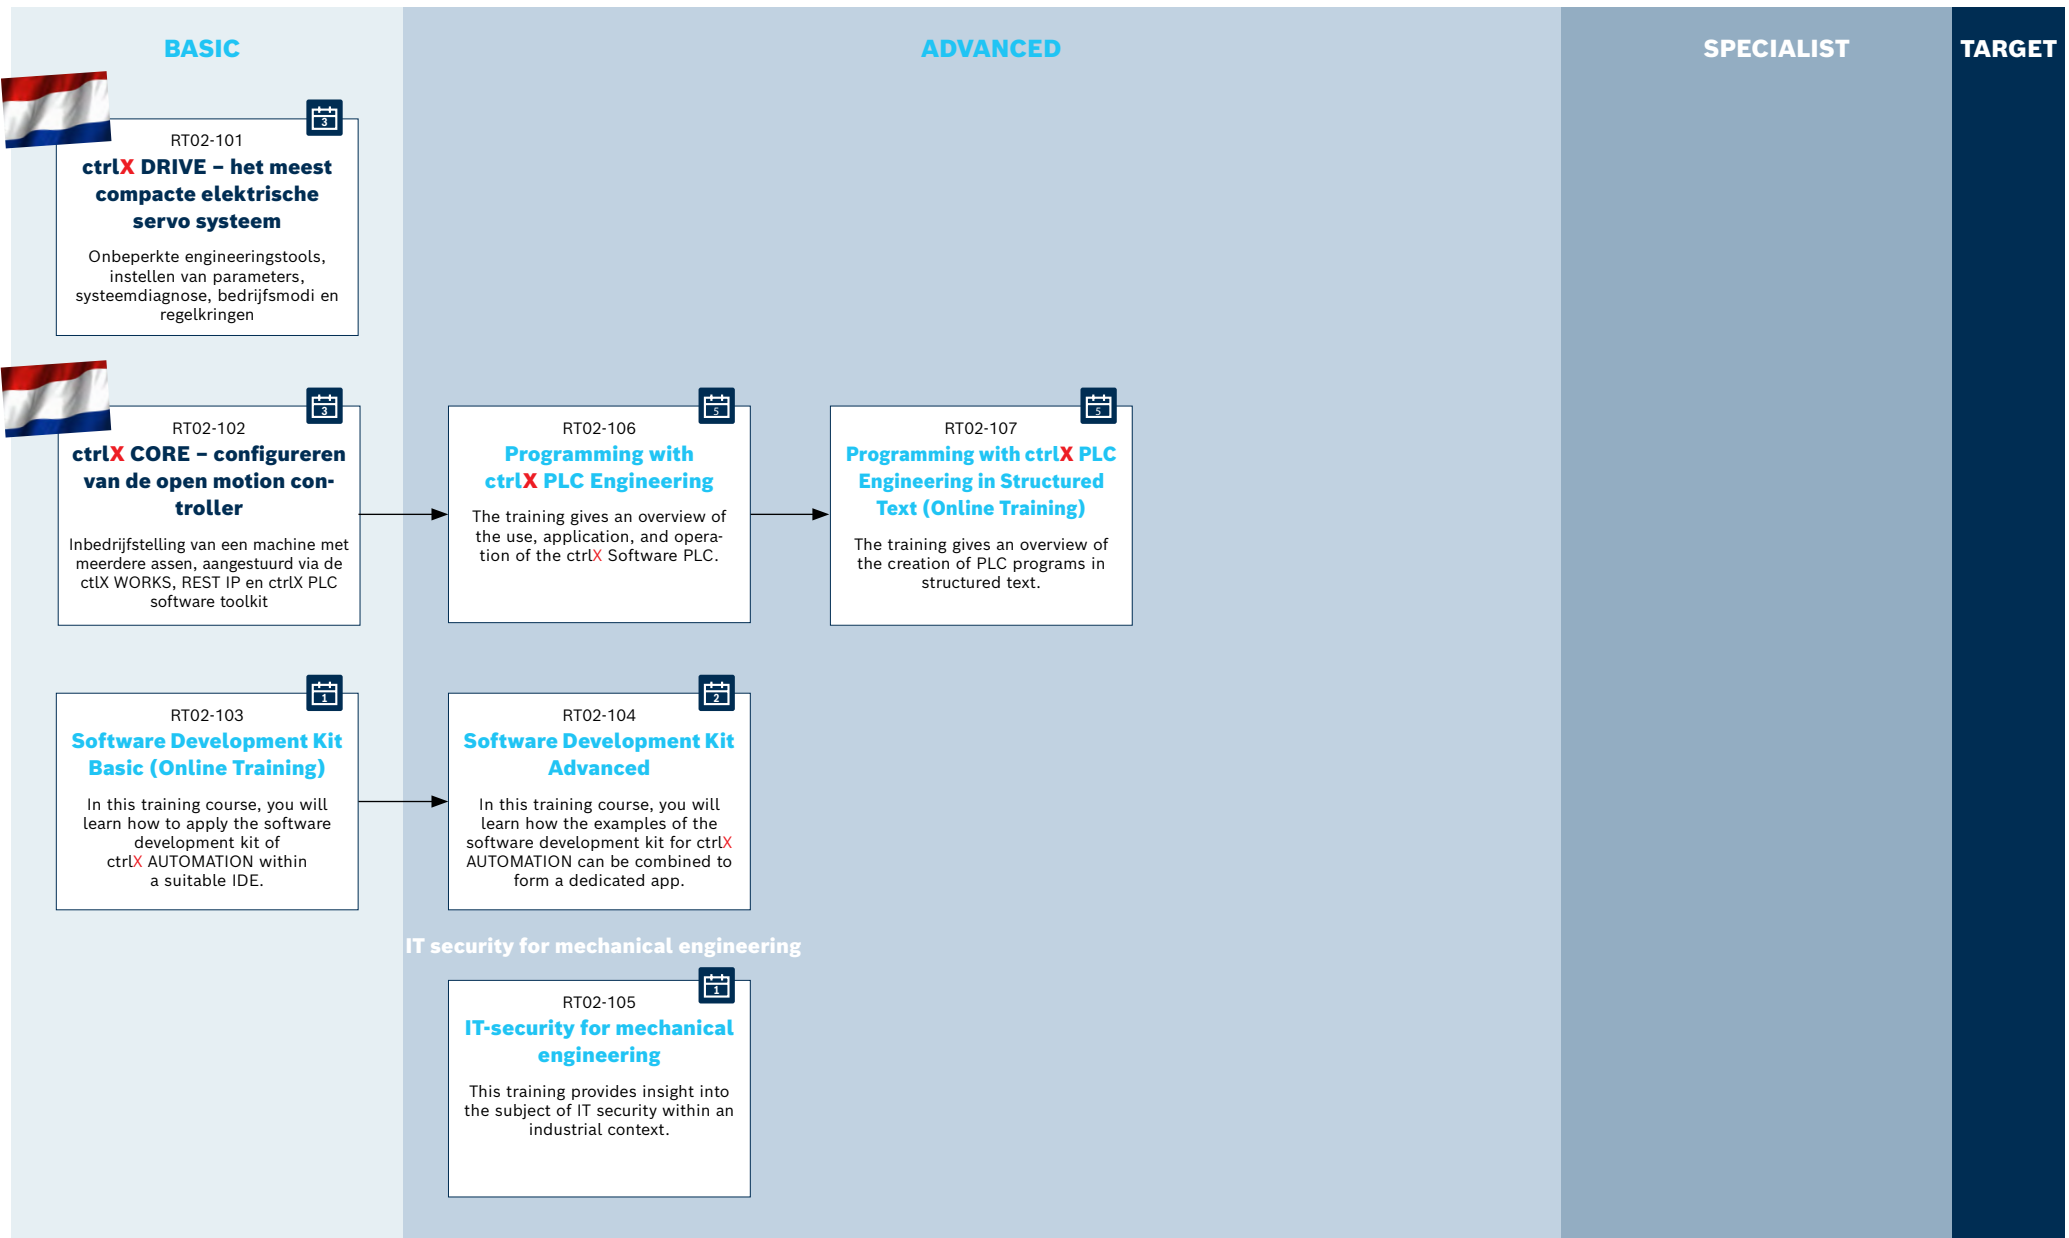 BASIC
ADVANCED
SPECIALIST
TARGET
3
RT02-101
ctrlX DRIVE – het meest
compacte elektrische
servo systeem
Onbeperkte engineeringstools,
instellen van parameters,
systeemdiagnose, bedrijfsmodi en
regelkringen
3
RT02-102
ctrlX CORE – configureren
van de open motion con-
troller
Inbedrijfstelling van een machine met
meerdere assen, aangestuurd via de
ctlX WORKS, REST IP en ctrlX PLC
software toolkit
5
RT02-106
Programming with
ctrlX PLC Engineering
The training gives an overview of
the use, application, and opera-
tion of the ctrlX Software PLC.
5
RT02-107
Programming with ctrlX PLC
Engineering in Structured
Text (Online Training)
The training gives an overview of
the creation of PLC programs in
structured text.
1
RT02-103
Software Development Kit
Basic (Online Training)
In this training course, you will
learn how to apply the software
development kit of
ctrlX AUTOMATION within
a suitable IDE.
2
RT02-104
Software Development Kit
Advanced
In this training course, you will
learn how the examples of the
software development kit for ctrlX
AUTOMATION can be combined to
form a dedicated app.
IT security for mechanical engineering
1
RT02-105
IT-security for mechanical
engineering
This training provides insight into
the subject of IT security within an
industrial context.